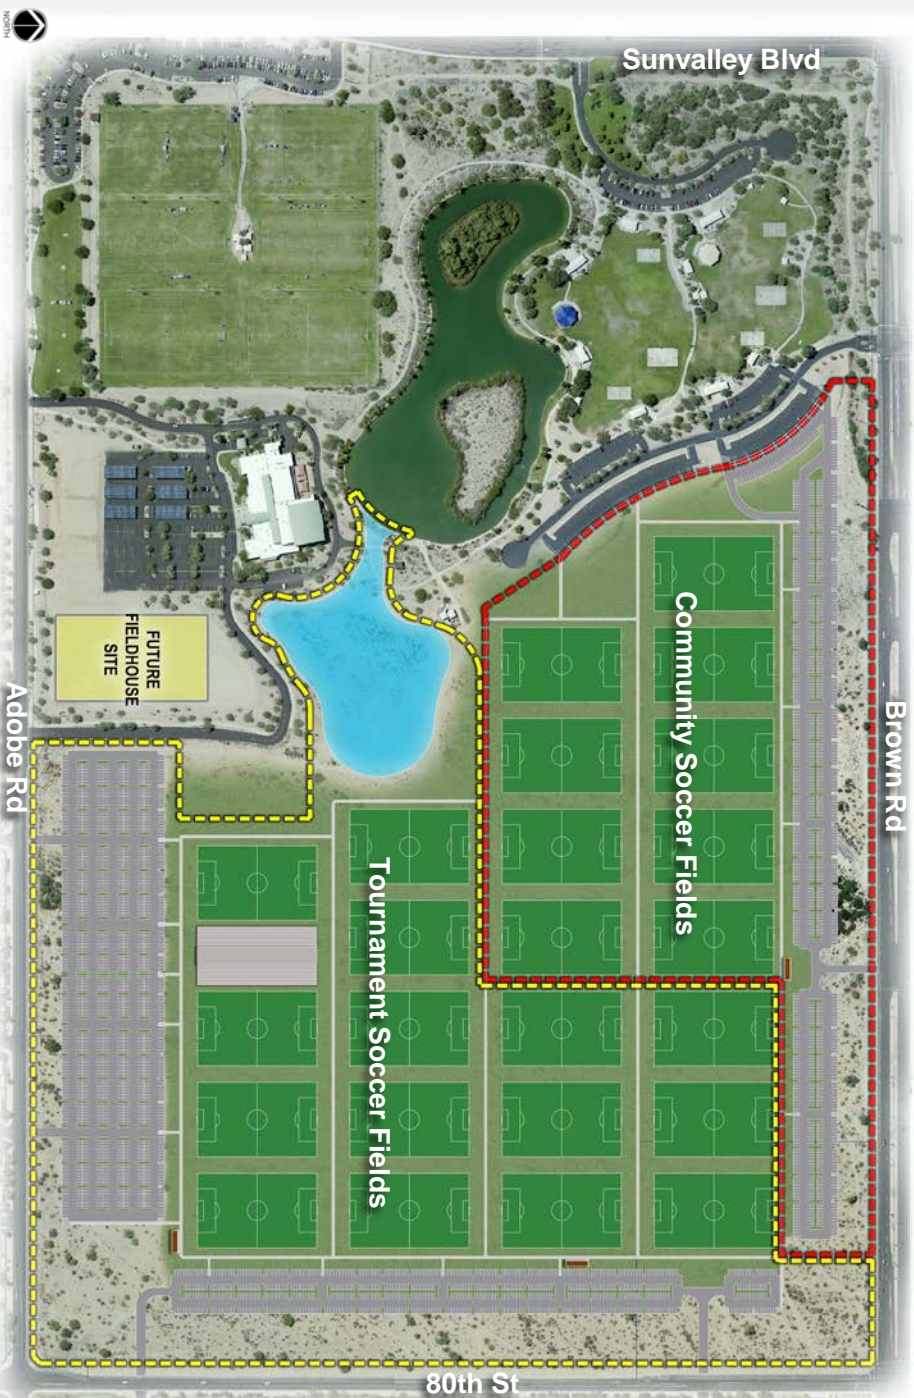 NORTH
Sunvalley Blvd
Community Soccer Fields
Brown Rd
FUTURE
FIELDHOUSE
SITE
Adobe Rd
Tournament Soccer Fields
80th St